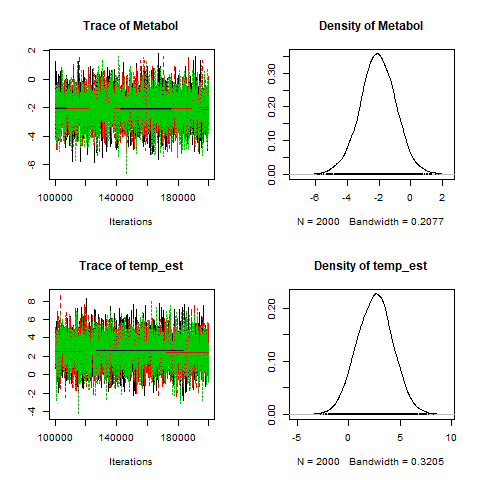 Trace of Metabol
2
0
-2
-4
-6
100000 140000 180000
Iterations
Density of Metabol
0.30
0.20
0.10
0.00
-6 -4 -2 0 2
N = 2000 Bandwidth = 0.2077
Trace of temp_est
8
6
4
2
0
-2
-4
100000 140000 180000
Iterations
Density of temp_est
0.20
0.10
0.00
-5 0 5 10
N = 2000 Bandwidth = 0.3205